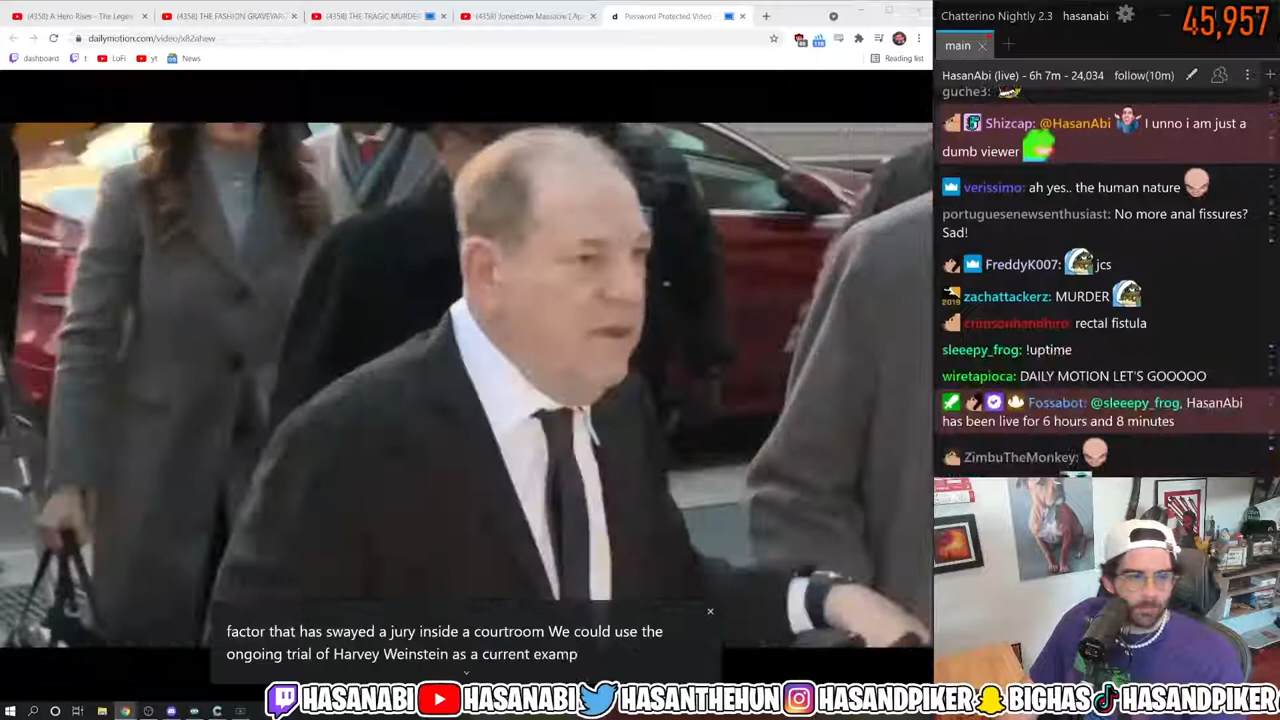 (4358) A Hero Rises - The Legen
(4358) THE FASHION GRAVEYAR
(4358) THE TRAGIC MURDER
(4358) Jonestown Massacre [ Ap
Password Protected Video -
dailymotion.com/video/x82ahew
dashboard
t
LoFi
yt
News
Reading list
factor that has swayed a jury inside a courtroom We could use the
ongoing trial of Harvey Weinstein as a current examp
Chatterino Nightly 2.3 hasanabi
45,957
main
HasanAbi (live) - 6h 7m - 24,034 follow(10m)
guche3:
Shizcap: @HasanAbi I unno i am just a
dumb viewer
verissimo: ah yes.. the human nature
portuguesenewsenthusiast: No more anal fissures?
Sad!
FreddyK007: jcs
zachattackerz: MURDER
crimsonhandhiro: rectal fistula
sleeepy_frog: !uptime
wiretapioca: DAILY MOTION LET'S GOOOOO
Fossabot: @sleeepy_frog, HasanAbi
has been live for 6 hours and 8 minutes
ZimbuTheMonkey:
HASANABI HASANABI HASANTHEHUN HASANDPIKER BIGHAS HASANDPIKER